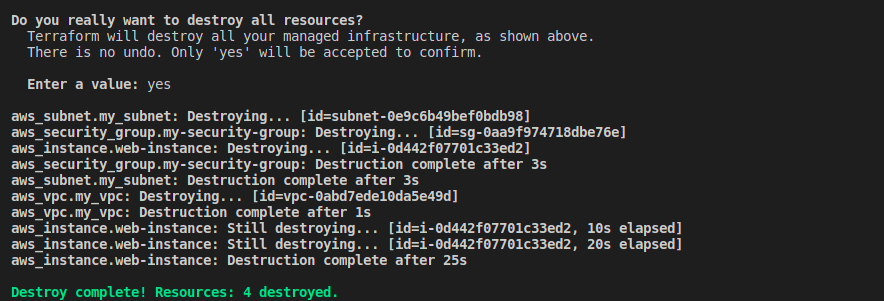 Do you really want to destroy all resources?
Terraform will destroy all your managed infrastructure, as shown above.
There is no undo. Only 'yes' will be accepted to confirm.
Enter a value: yes
aws_subnet.my_subnet: Destroying... [id=subnet-0e9c6b49bef0bdb98]
aws_security_group.my-security-group: Destroying... [id=sg-0aa9f974718dbe76e]
aws_instance.web-instance: Destroying... [id=i-0d442f07701c33ed2]
aws_security_group.my-security-group: Destruction complete after 3s
aws_subnet.my_subnet: Destruction complete after 3s
aws_vpc.my_vpc: Destroying... [id=vpc-0abd7ede10da5e49d]
aws_vpc.my_vpc: Destruction complete after 1s
aws_instance.web-instance: Still destroying... [id=i-0d442f07701c33ed2, 10s elapsed]
aws_instance.web-instance: Still destroying... [id=i-0d442f07701c33ed2, 20s elapsed]
aws_instance.web-instance: Destruction complete after 25s
Destroy complete! Resources: 4 destroyed.